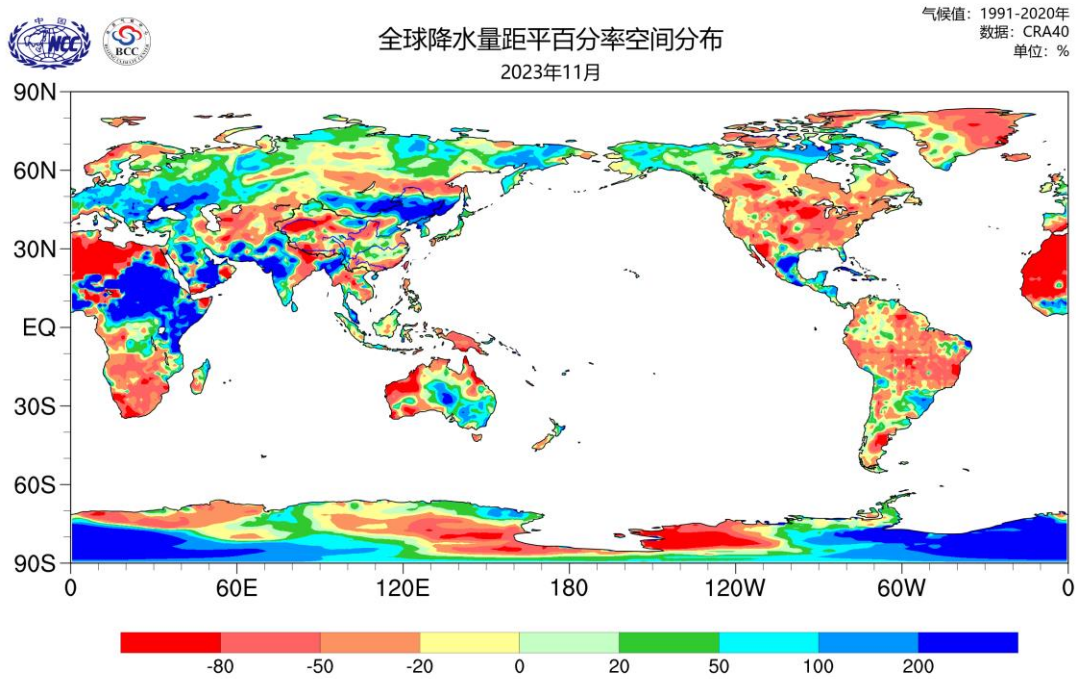 中 国
NCC
BCC
BEIJING CLIMATE CENTER
全球降水量距平百分率空间分布
2023年11月
气候值：1991-2020年
数据：CRA40
单位：%
90N
60N
30N
EQ
30S
60S
90S
0 60E 120E 180 120W 60W 0
-80 -50 -20 0 20 50 100 200